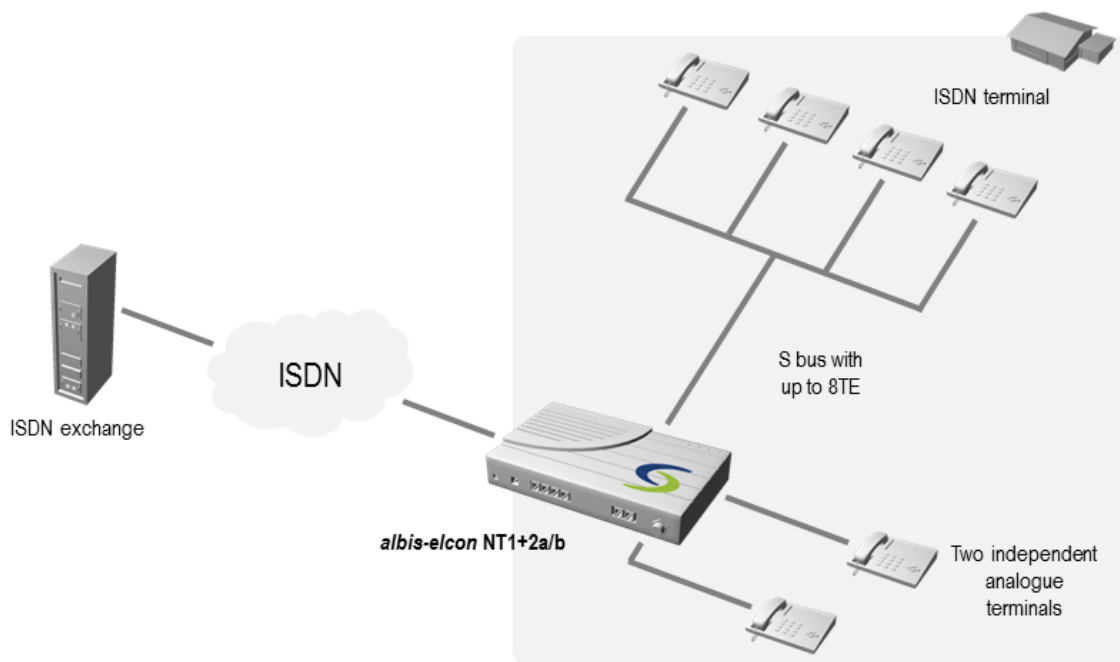 ISDN terminal
ISDN
S bus with
up to 8TE
ISDN exchange
albis-elcon NT1+2a/b
Two independent
analogue
terminals